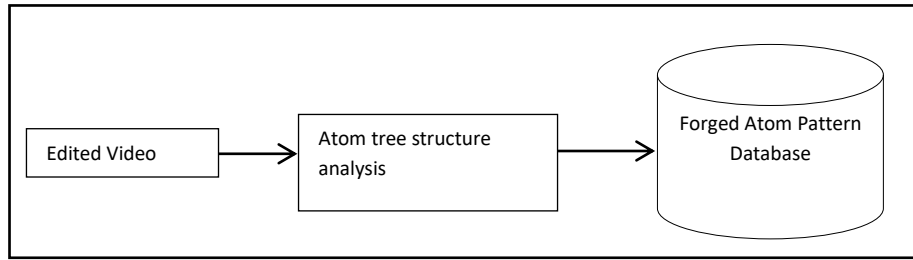 Edited Video
Atom tree structure
analysis
Forged Atom Pattern
Database